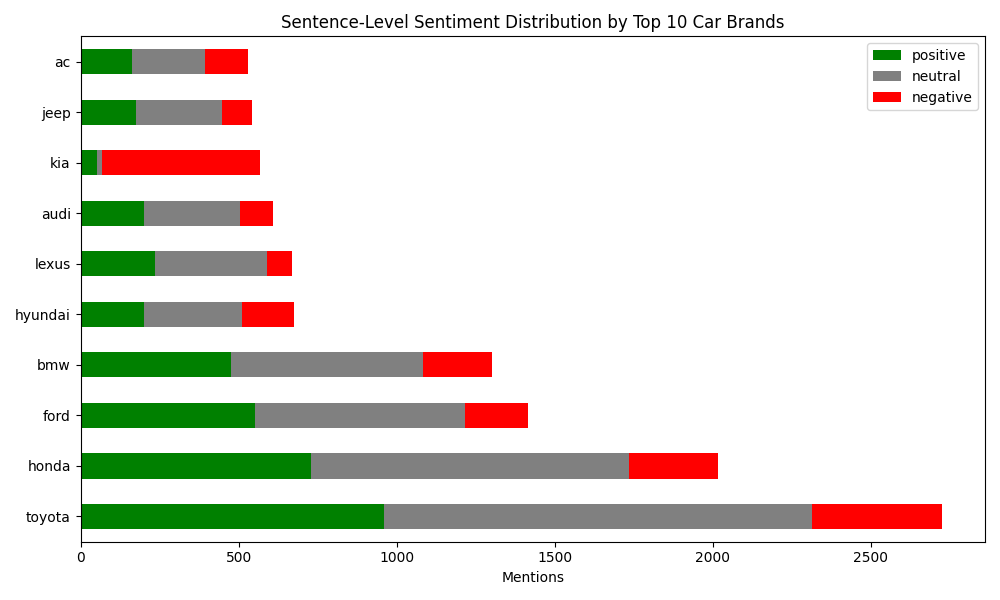 Sentence-Level Sentiment Distribution by Top 10 Car Brands
positive
neutral
negative
ac
jeep
kia
audi
lexus
hyundai
bmw
ford
honda
toyota
0 500 1000 1500 2000 2500
Mentions